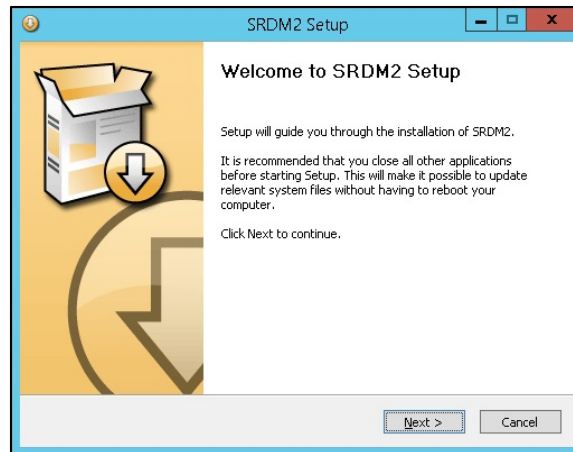 SRDM2 Setup
Welcome to SRDM2 Setup
Setup will guide you through the installation of SRDM2.
It is recommended that you close all other applications
before starting Setup. This will make it possible to update
relevant system files without having to reboot your
computer.
Click Next to continue.
Next >
Cancel